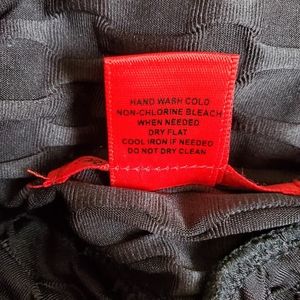 HAND WASH COLD
NON-CHLORINE BLEACH
WHEN NEEDED
DRY FLAT
COOL IRON IF NEEDED
DO NOT DRY CLEAN